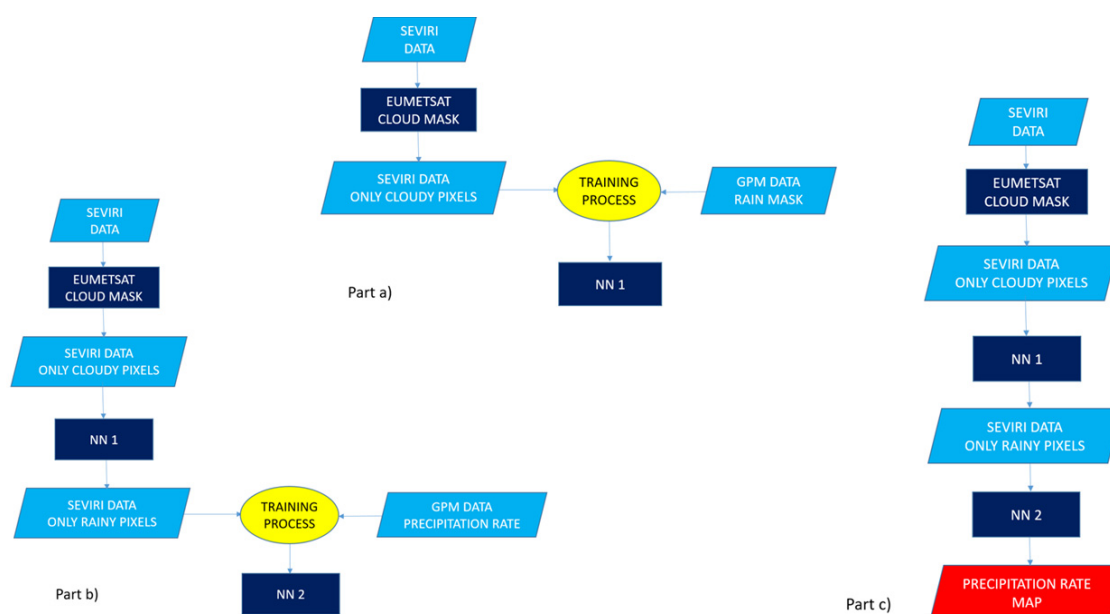 SEVIRI
DATA
EUMETSAT
CLOUD MASK
SEVIRI DATA
ONLY CLOUDY PIXELS
TRAINING
PROCESS
GPM DATA
RAIN MASK
NN 1
Part a)
SEVIRI
DATA
EUMETSAT
CLOUD MASK
SEVIRI DATA
ONLY CLOUDY PIXELS
NN 1
SEVIRI DATA
ONLY RAINY PIXELS
TRAINING
PROCESS
GPM DATA
PRECIPITATION RATE
NN 2
Part b)
SEVIRI
DATA
EUMETSAT
CLOUD MASK
SEVIRI DATA
ONLY CLOUDY PIXELS
NN 1
SEVIRI DATA
ONLY RAINY PIXELS
NN 2
PRECIPITATION RATE
MAP
Part c)